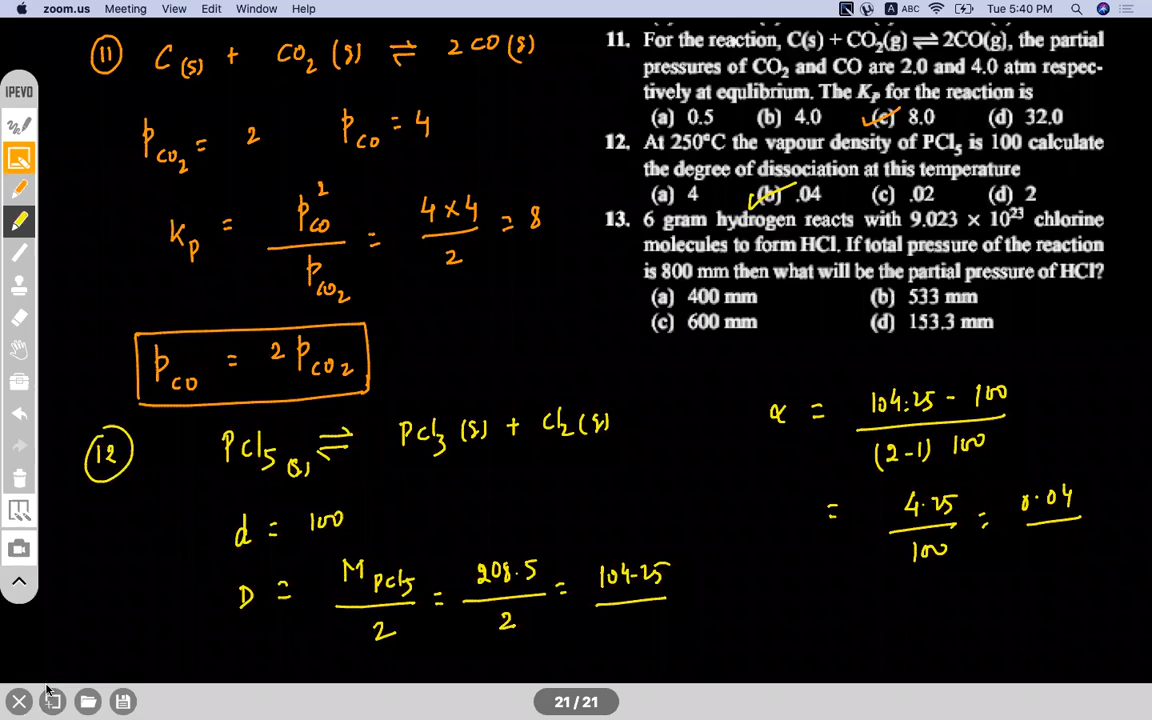 zoom.us Meeting View Edit Window Help ABC Tue 5:40 PM
IPEVO
11. For the reaction, C(s) + CO₂(g) ⇌ 2CO(g), the partial
pressures of CO₂ and CO are 2.0 and 4.0 atm respec-
tively at equlibrium. The Kₚ for the reaction is
(a) 0.5 (b) 4.0 (c) 8.0 (d) 32.0
12. At 250°C the vapour density of PCl₅ is 100 calculate
the degree of dissociation at this temperature
(a) 4 (b) .04 (c) .02 (d) 2
13. 6 gram hydrogen reacts with 9.023 × 10²³ chlorine
molecules to form HCl. If total pressure of the reaction
is 800 mm then what will be the partial pressure of HCl?
(a) 400 mm (b) 533 mm
(c) 600 mm (d) 153.3 mm
(11) C(s) + CO₂ (g) ⇌ 2 CO (g)
pCO₂ = 2 pCO = 4
Kp = p²CO / pCO₂ = 4 × 4 / 2 = 8
pCO = 2 pCO₂
(12) PCl₅ (g) ⇌ PCl₃ (g) + Cl₂ (g)
d = 100
D = M PCl₅ / 2 = 208.5 / 2 = 104.25
α = 104.25 - 100 / (2-1) 100
= 4.25 / 100 = 0.04
21 / 21